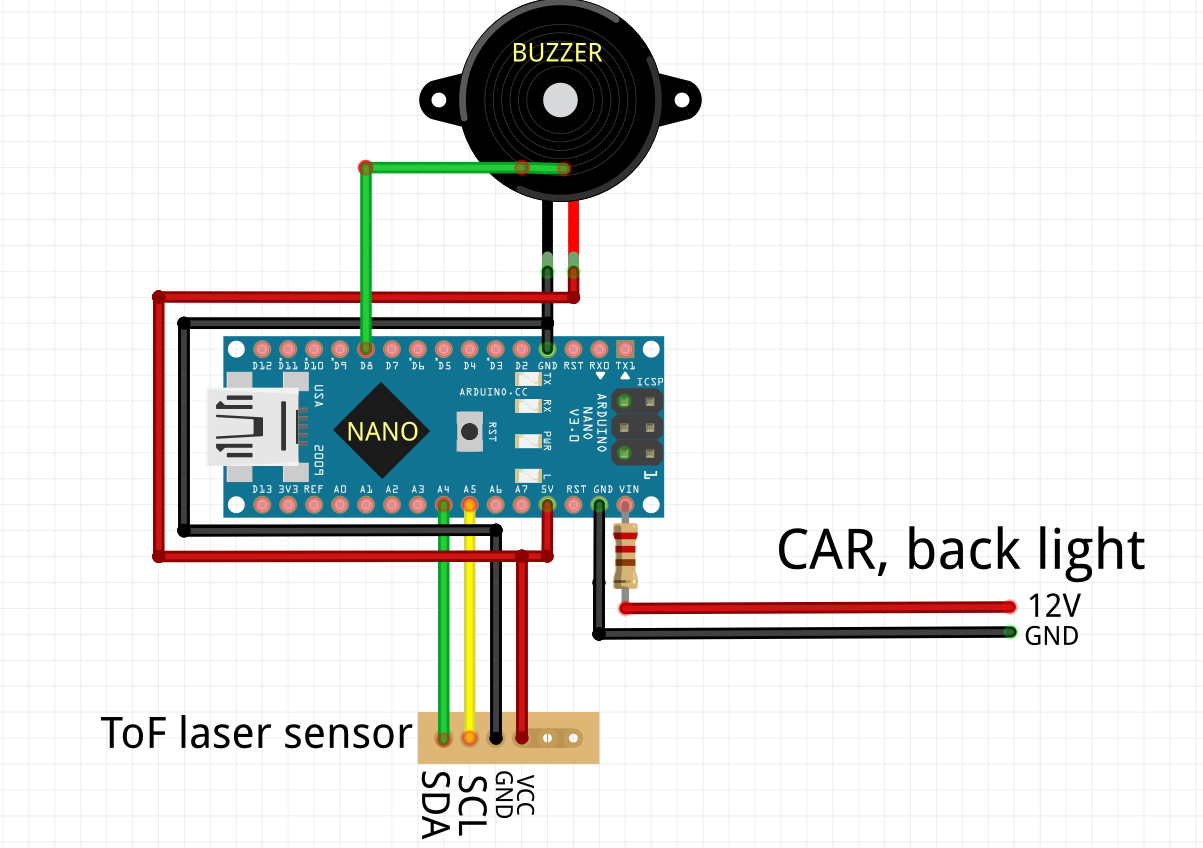 BUZZER
D12 D11 D10 D9 D8 D7 D6 D5 D4 D3 D2 GND RST RX0 TX1
ICSP
TX
ARDUINO.CC
USA
RX
ARDUINO
NANO
V3.0
NANO
RST
PWR
2009
L
1
D13 3V3 REF A0 A1 A2 A3 A4 A5 A6 A7 5V RST GND VIN
CAR, back light
12V
GND
ToF laser sensor
SDA
SCL
GND
VCC